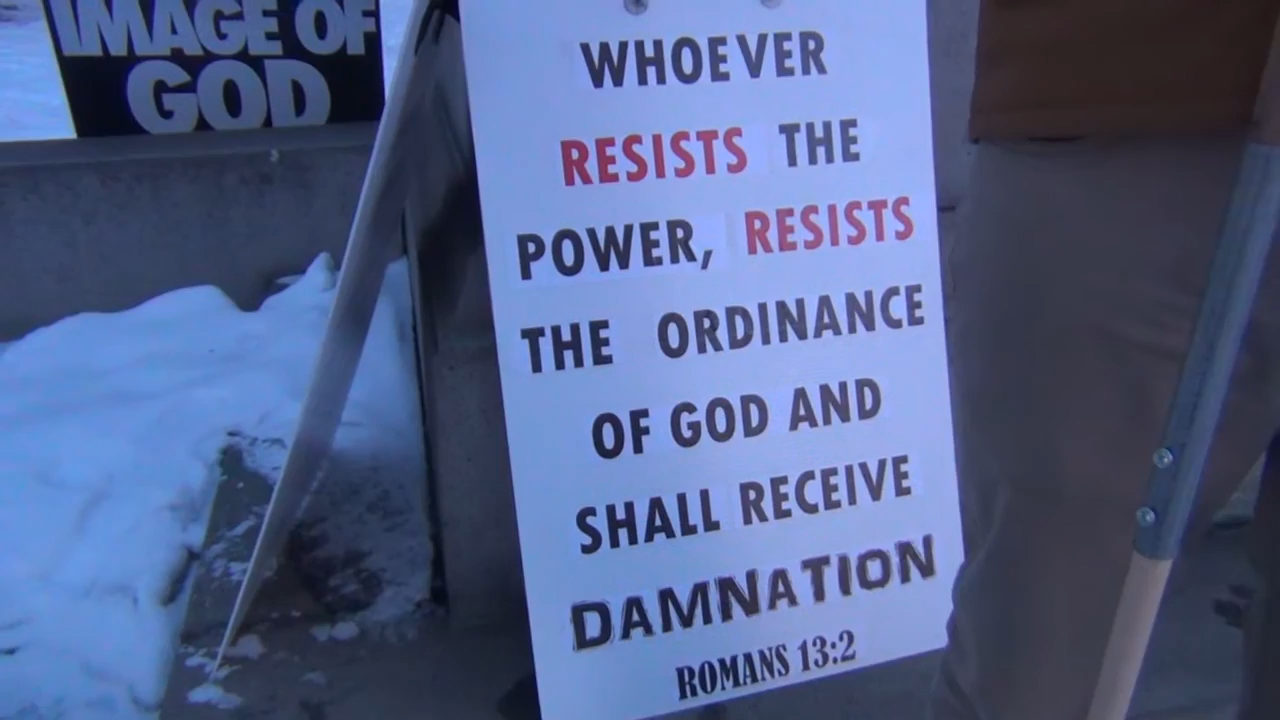 IMAGE OF
GOD
WHOEVER
RESISTS THE
POWER, RESISTS
THE ORDINANCE
OF GOD AND
SHALL RECEIVE
DAMNATION
ROMANS 13:2